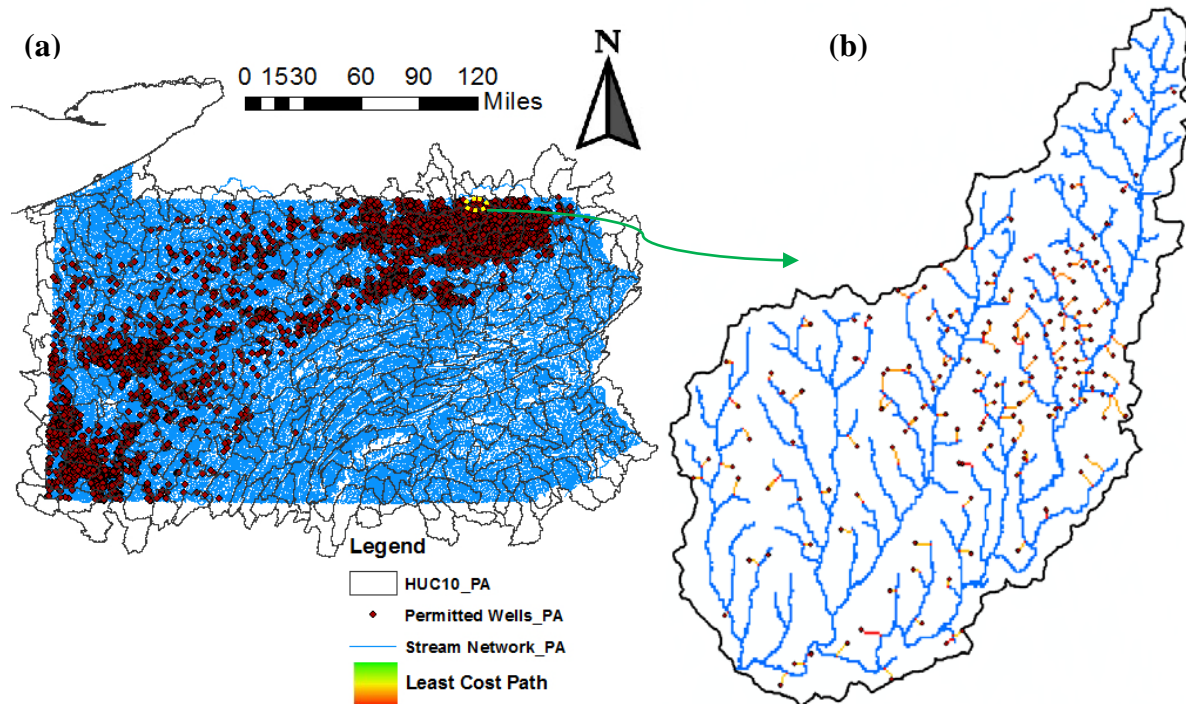 (a)
N
(b)
0 1530 60 90 120
Miles
Legend
HUC10_PA
Permitted Wells_PA
Stream Network_PA
Least Cost Path